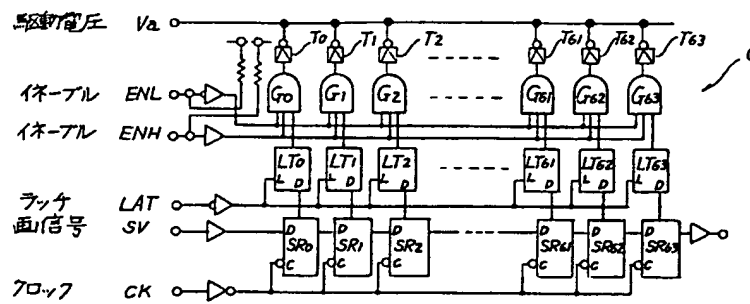 駆動電圧 Va T0 T1 T2 T61 T62 T63
イネーブル ENL G0 G1 G2 G61 G62 G63
イネーブル ENH
LT0 LT1 LT2 LT61 LT62 LT63
L D L D L D L D L D L D
ラッチ LAT
画信号 SV D D D D D D
SR0 SR1 SR2 SR61 SR62 SR63
C C C C C C
クロック CK